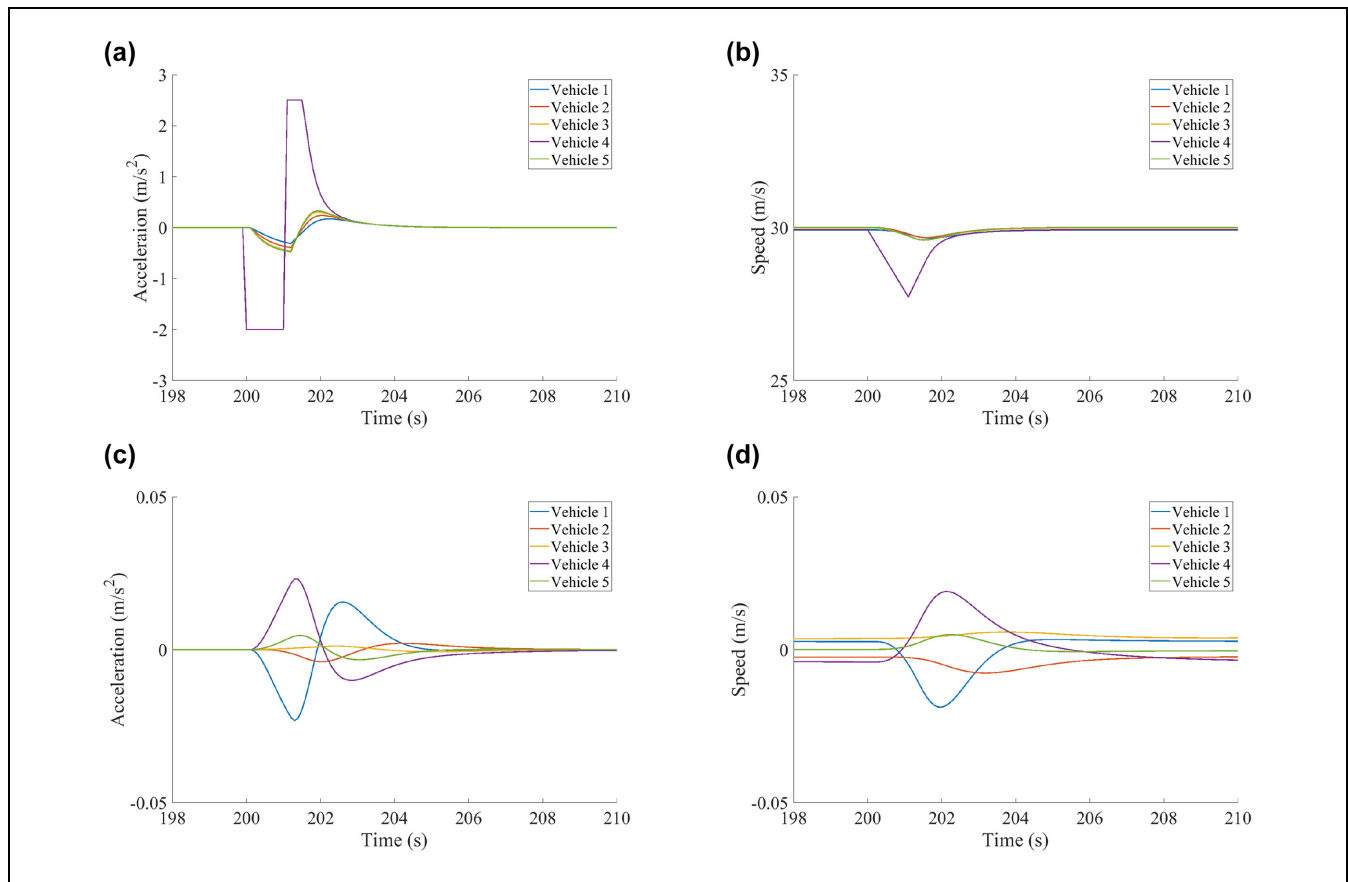 (a)
3
2
1
0
-1
-2
-3
Acceleraion (m/s²)
198 200 202 204 206 208 210
Time (s)
Vehicle 1
Vehicle 2
Vehicle 3
Vehicle 4
Vehicle 5
(b)
35
30
25
Speed (m/s)
198 200 202 204 206 208 210
Time (s)
Vehicle 1
Vehicle 2
Vehicle 3
Vehicle 4
Vehicle 5
(c)
0.05
0
-0.05
Acceleration (m/s²)
198 200 202 204 206 208 210
Time (s)
Vehicle 1
Vehicle 2
Vehicle 3
Vehicle 4
Vehicle 5
(d)
0.05
0
-0.05
Speed (m/s)
198 200 202 204 206 208 210
Time (s)
Vehicle 1
Vehicle 2
Vehicle 3
Vehicle 4
Vehicle 5